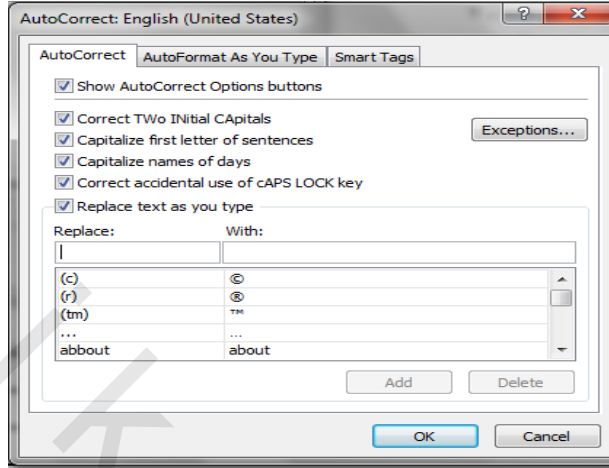 AutoCorrect: English (United States)
AutoCorrect AutoFormat As You Type Smart Tags
Show AutoCorrect Options buttons
Correct TWo INitial CApitals
Exceptions...
Capitalize first letter of sentences
Capitalize names of days
Correct accidental use of cAPS LOCK key
Replace text as you type
Replace: With:
(c) ©
(r) ®
(tm) ™
... ...
abbout about
Add Delete
OK Cancel